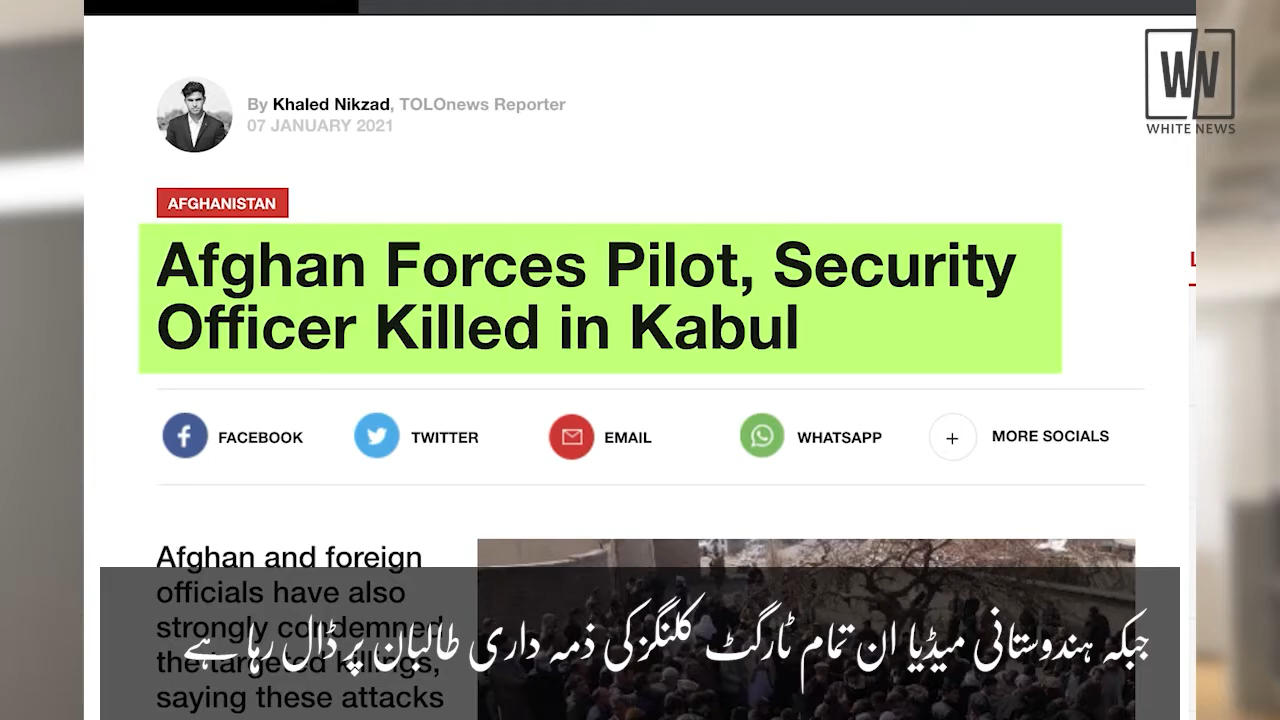 WN
WHITE NEWS
By Khaled Nikzad, TOLOnews Reporter
07 JANUARY 2021
AFGHANISTAN
Afghan Forces Pilot, Security
Officer Killed in Kabul
FACEBOOK TWITTER EMAIL WHATSAPP + MORE SOCIALS
Afghan and foreign
officials have also
strongly condemned
the targeted killings,
saying these attacks
جبکہ ہندوستانی میڈیا ان تمام ٹارگٹ کلنگز کی ذمہ داری طالبان پر ڈال رہا ہے